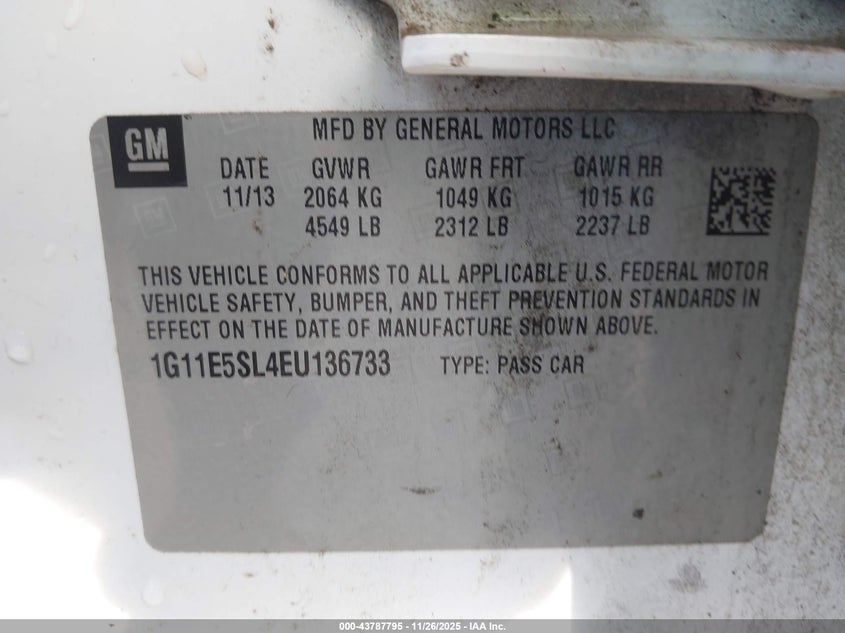 GM
MFD BY GENERAL MOTORS LLC
DATE GVWR GAWR FRT GAWR RR
11/13 2064 KG 1049 KG 1015 KG
4549 LB 2312 LB 2237 LB
THIS VEHICLE CONFORMS TO ALL APPLICABLE U.S. FEDERAL MOTOR
VEHICLE SAFETY, BUMPER, AND THEFT PREVENTION STANDARDS IN
EFFECT ON THE DATE OF MANUFACTURE SHOWN ABOVE.
1G11E5SL4EU136733 TYPE: PASS CAR
000-43787795 - 11/26/2025 - IAA Inc.